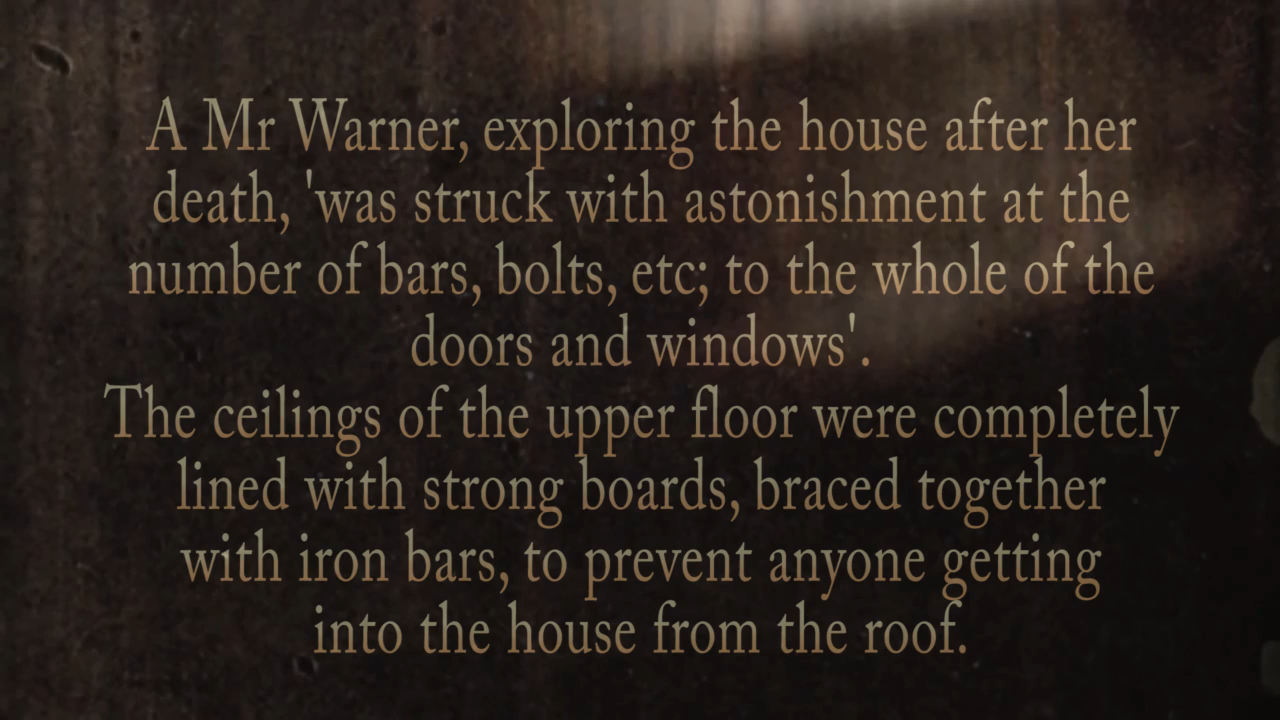 A Mr Warner, exploring the house after her
death, 'was struck with astonishment at the
number of bars, bolts, etc; to the whole of the
doors and windows'.
The ceilings of the upper floor were completely
lined with strong boards, braced together
with iron bars, to prevent anyone getting
into the house from the roof.